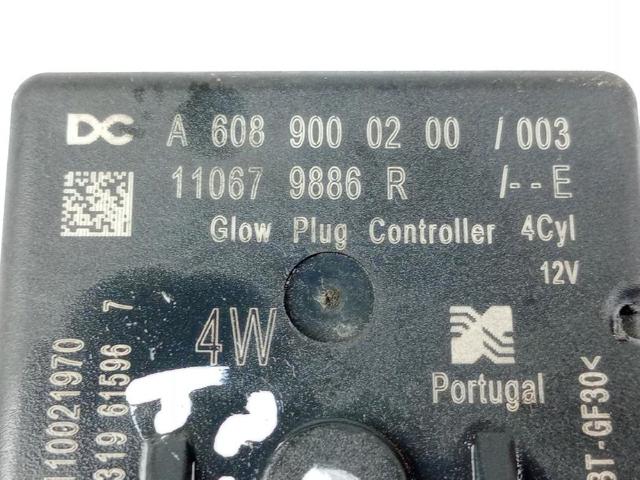 DC A 608 900 02 00 /003
11067 9886 R /--E
Glow Plug Controller 4Cyl
12V
4W
Portugal
110021970
319 61596 7
BT-GF30<